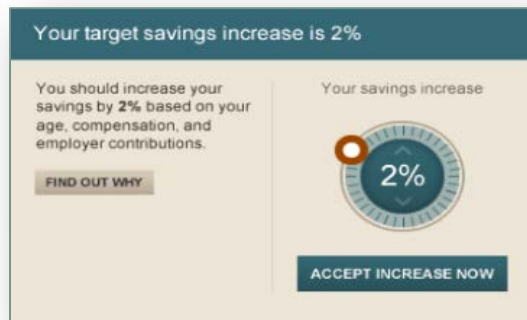 Your target savings increase is 2%
You should increase your
savings by 2% based on your
age, compensation, and
employer contributions.
FIND OUT WHY
Your savings increase
2%
ACCEPT INCREASE NOW